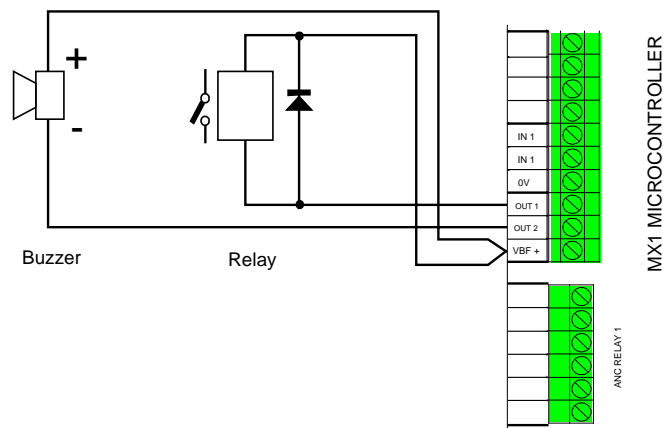 +
-
Buzzer
Relay
IN 1
IN 1
0V
OUT 1
OUT 2
VBF +
MX1 MICROCONTROLLER
ANC RELAY 1